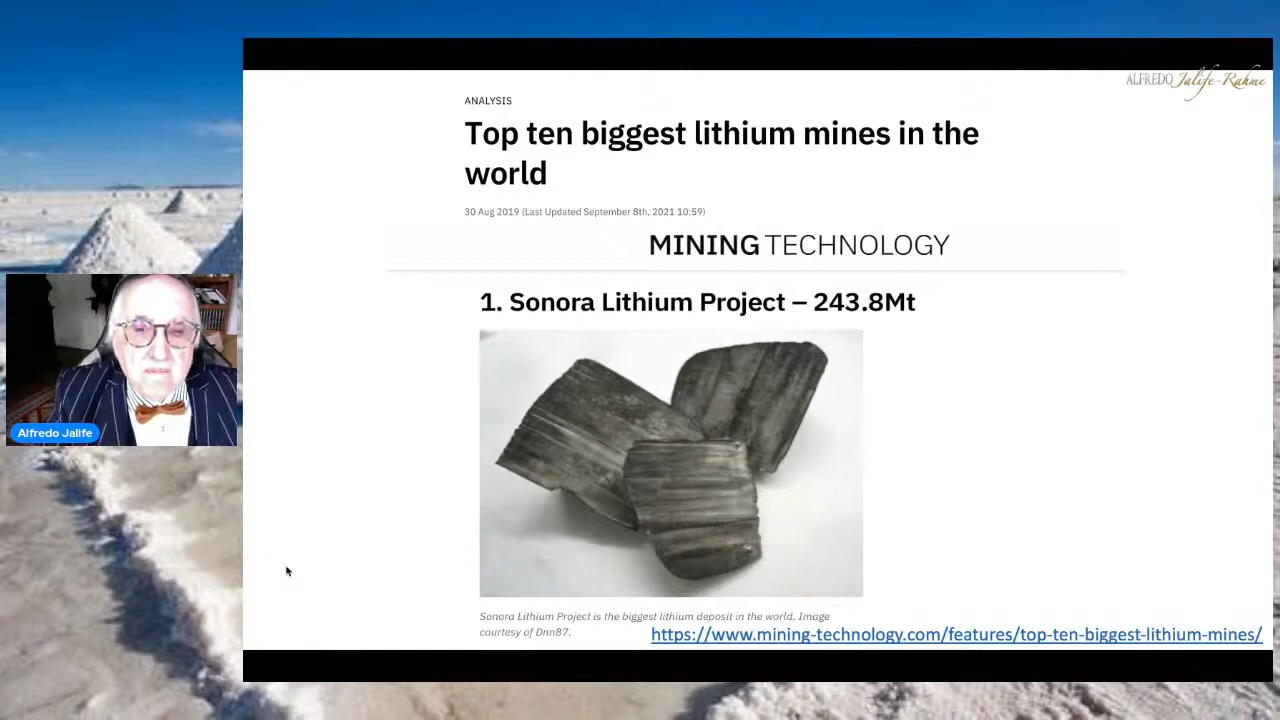 ALFREDO Jalife-Rahme
ANALYSIS
Top ten biggest lithium mines in the
world
30 Aug 2019 (Last Updated September 8th, 2021 10:59)
MINING TECHNOLOGY
1. Sonora Lithium Project – 243.8Mt
Alfredo Jalife
Sonora Lithium Project is the biggest lithium deposit in the world. Image
courtesy of Dnn87.
https://www.mining-technology.com/features/top-ten-biggest-lithium-mines/